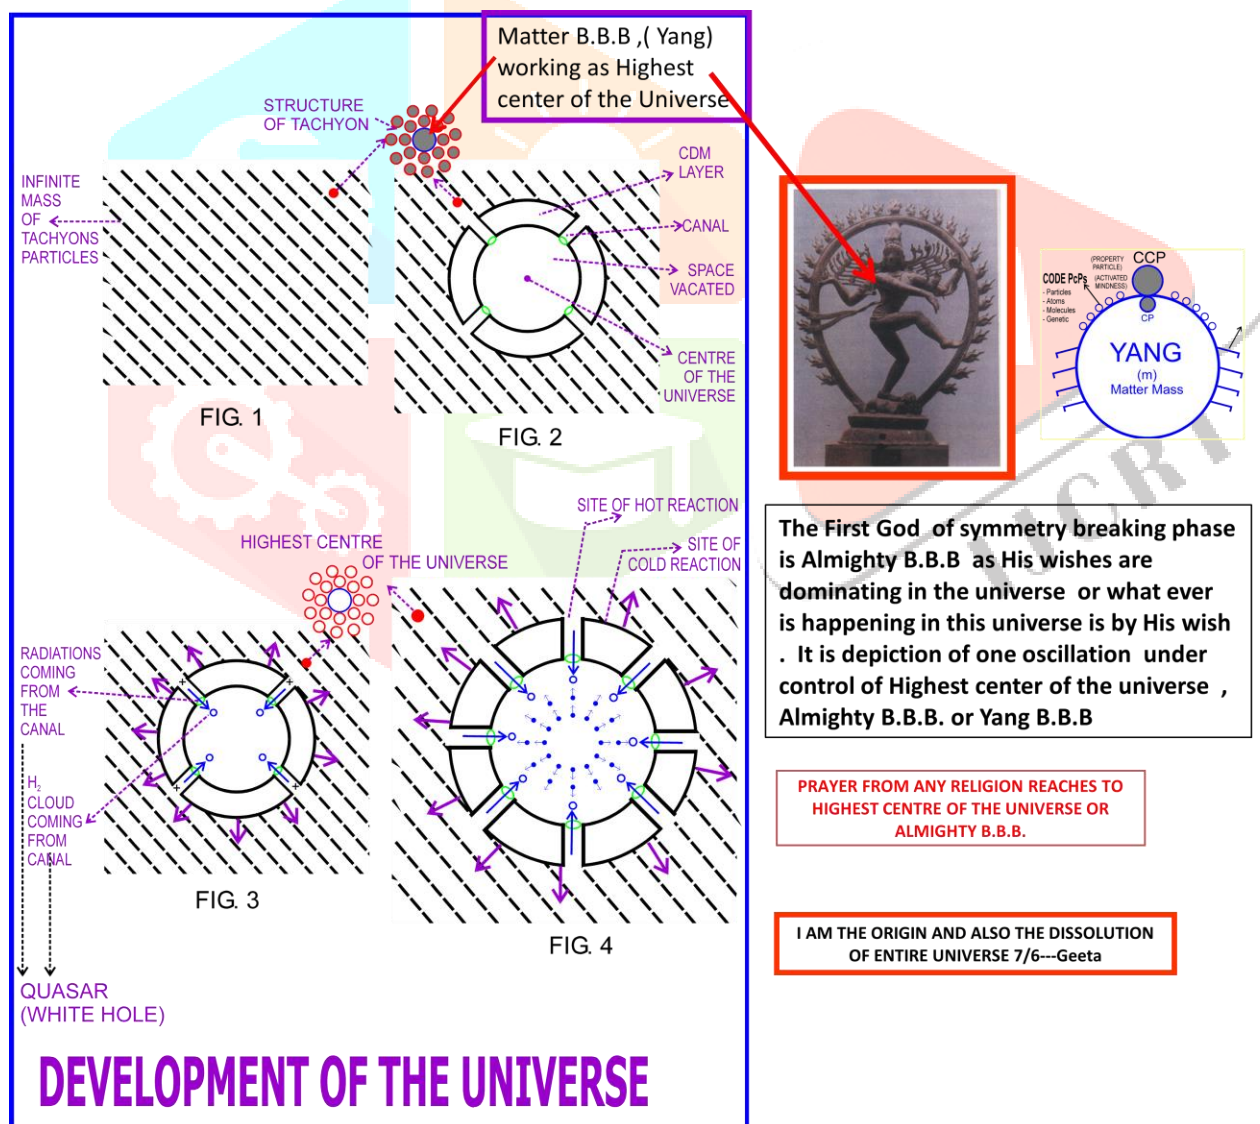 Matter B.B.B ,( Yang)
working as Highest
center of the Universe
STRUCTURE
OF TACHYON
INFINITE
MASS
OF
TACHYONS
PARTICLES
FIG. 1
CDM
LAYER
CANAL
SPACE
VACATED
CENTRE
OF THE
UNIVERSE
FIG. 2
(PROPERTY
PARTICLE)
CCP
CODE PcPs
(ACTIVATED
MINDNESS)
- Particles
- Atoms
- Molecules
- Genetic
CP
YANG
(m)
Matter Mass
IJCRT
HIGHEST CENTRE
OF THE UNIVERSE
RADIATIONS
COMING
FROM
THE
CANAL
H2
CLOUD
COMING
FROM
CANAL
+ +
+ +
FIG. 3
SITE OF HOT REACTION
SITE OF
COLD REACTION
FIG. 4
QUASAR
(WHITE HOLE)
DEVELOPMENT OF THE UNIVERSE
The First God of symmetry breaking phase
is Almighty B.B.B as His wishes are
dominating in the universe or what ever
is happening in this universe is by His wish
. It is depiction of one oscillation under
control of Highest center of the universe ,
Almighty B.B.B. or Yang B.B.B
PRAYER FROM ANY RELIGION REACHES TO
HIGHEST CENTRE OF THE UNIVERSE OR
ALMIGHTY B.B.B.
I AM THE ORIGIN AND ALSO THE DISSOLUTION
OF ENTIRE UNIVERSE 7/6---Geeta